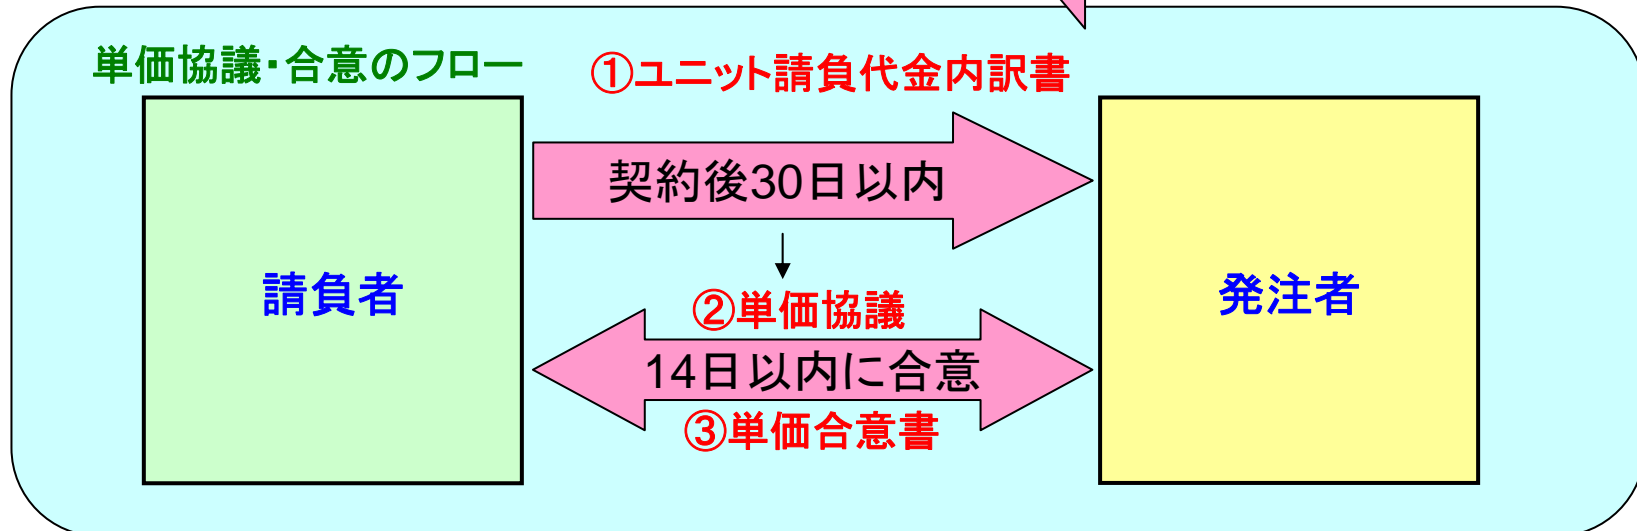 単価協議・合意のフロー
①ユニット請負代金内訳書
契約後30日以内
請負者
発注者
②単価協議
14日以内に合意
③単価合意書